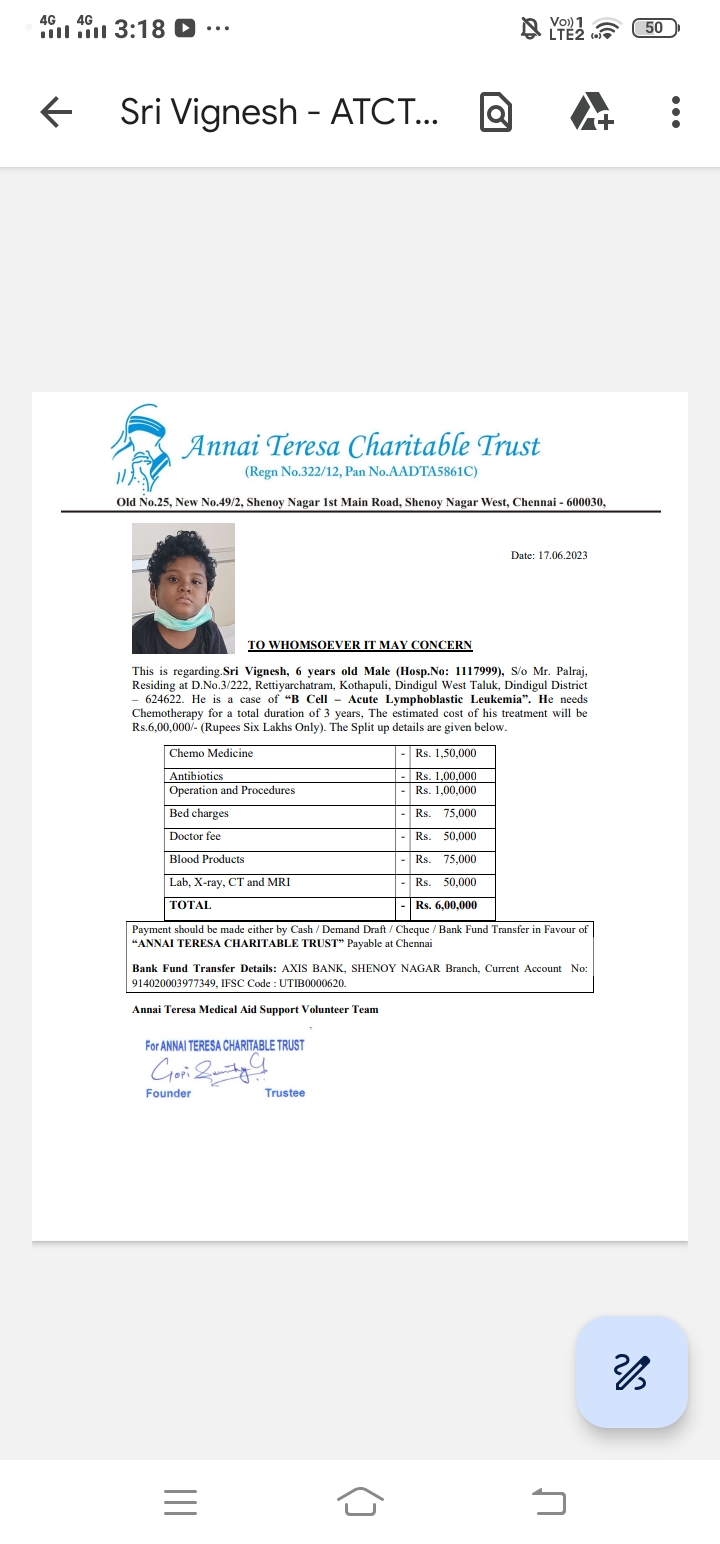 4G 4G 3:18 ... Vo)) 1 LTE2 50
Sri Vignesh - ATCT...
Annai Teresa Charitable Trust
(Regn No.322/12, Pan No.AADTA5861C)
Old No.25, New No.49/2, Shenoy Nagar 1st Main Road, Shenoy Nagar West, Chennai - 600030,
Date: 17.06.2023
TO WHOMSOEVER IT MAY CONCERN
This is regarding.Sri Vignesh, 6 years old Male (Hosp.No: 1117999), S/o Mr. Palraj,
Residing at D.No.3/222, Rettiyarchatram, Kothapuli, Dindigul West Taluk, Dindigul District
– 624622. He is a case of “B Cell – Acute Lymphoblastic Leukemia”. He needs
Chemotherapy for a total duration of 3 years, The estimated cost of his treatment will be
Rs.6,00,000/- (Rupees Six Lakhs Only). The Split up details are given below.
Chemo Medicine - Rs. 1,50,000
Antibiotics - Rs. 1,00,000
Operation and Procedures - Rs. 1,00,000
Bed charges - Rs. 75,000
Doctor fee - Rs. 50,000
Blood Products - Rs. 75,000
Lab, X-ray, CT and MRI - Rs. 50,000
TOTAL - Rs. 6,00,000
Payment should be made either by Cash / Demand Draft / Cheque / Bank Fund Transfer in Favour of
“ANNAI TERESA CHARITABLE TRUST” Payable at Chennai
Bank Fund Transfer Details: AXIS BANK, SHENOY NAGAR Branch, Current Account No:
914020003977349, IFSC Code : UTIB0000620.
Annai Teresa Medical Aid Support Volunteer Team
For ANNAI TERESA CHARITABLE TRUST
Gopi
Founder Trustee